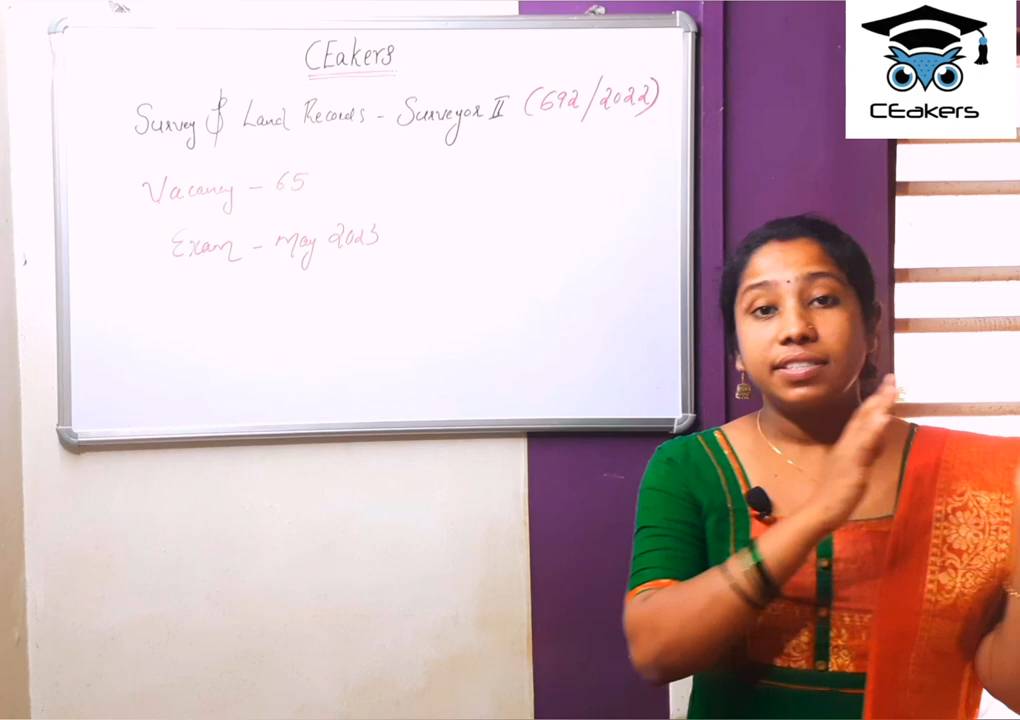 CEakers
Survey & Land Records - Surveyor II (692/2022)
Vacancy - 65
Exam - May 2023
CEakers